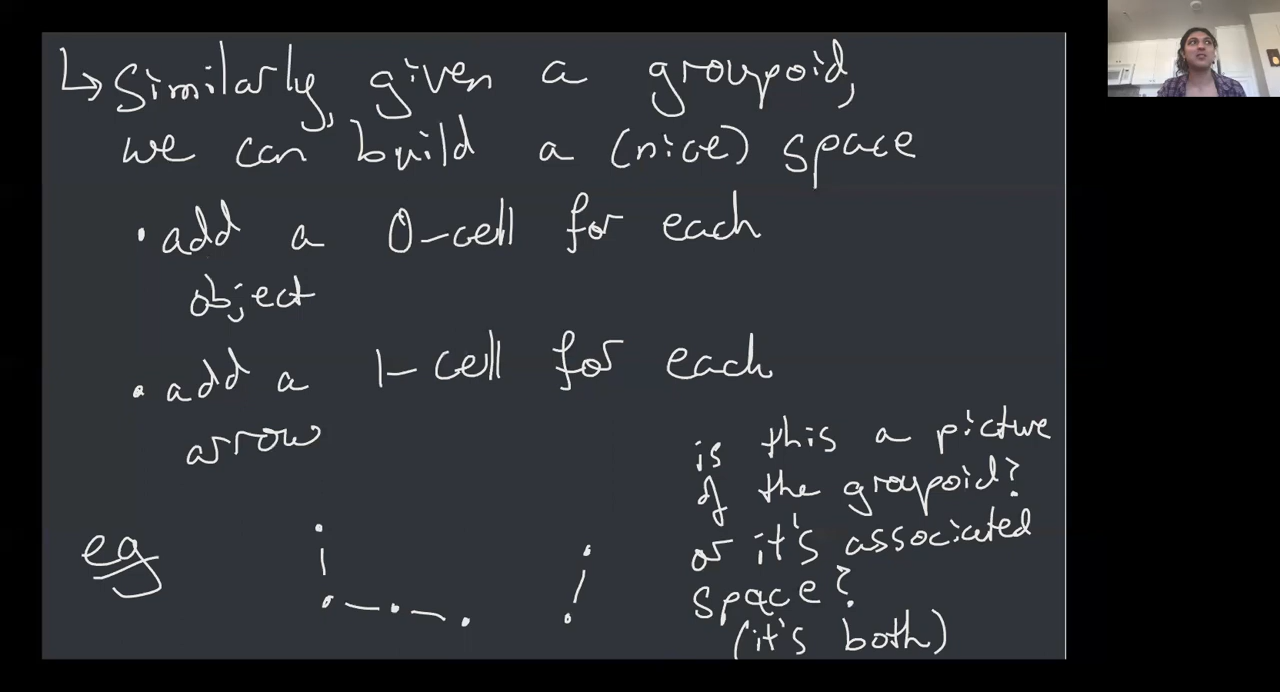 ↳ Similarly, given a groupoid,
we can build a (nice) space
• add a 0-cell for each
object
• add a 1-cell for each
arrow
eg
is this a picture
of the groupoid?
or it's associated
space?
(it's both)